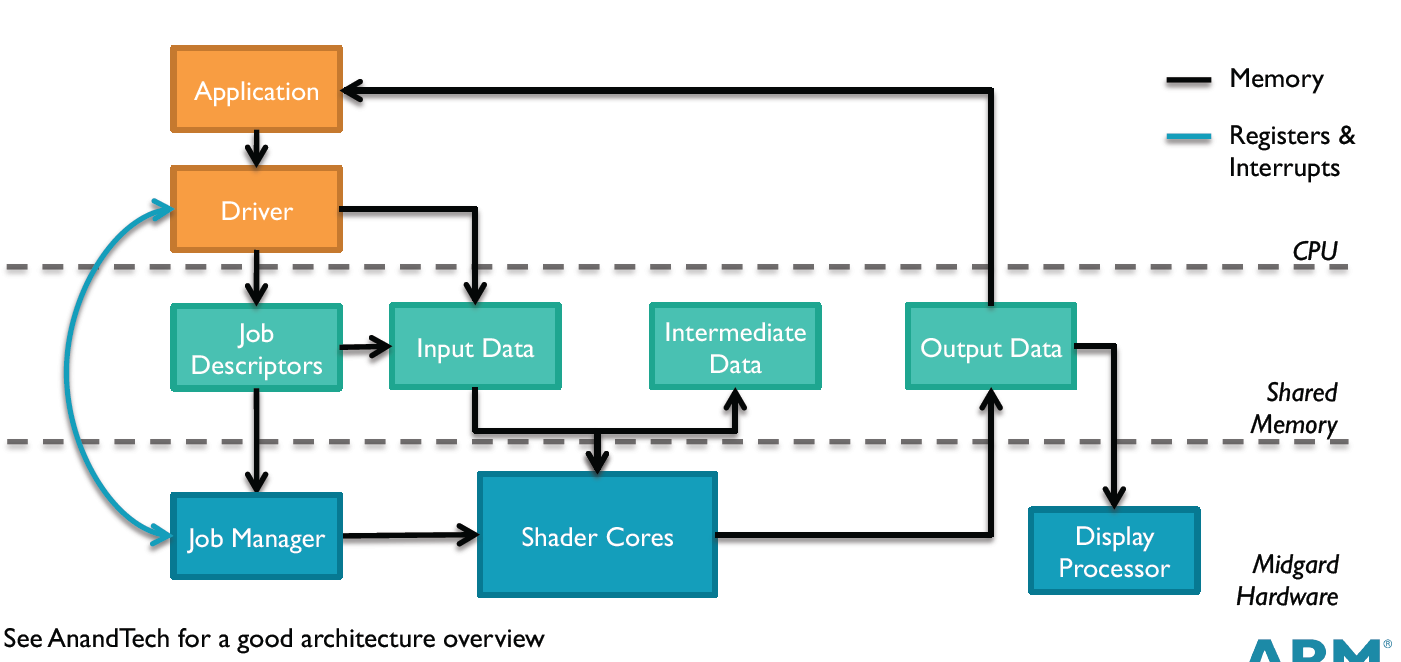 Application
Memory
Registers &
Interrupts
Driver
CPU
Job
Descriptors
Input Data
Intermediate
Data
Output Data
Shared
Memory
Job Manager
Shader Cores
Display
Processor
Midgard
Hardware
See AnandTech for a good architecture overview
ARM®